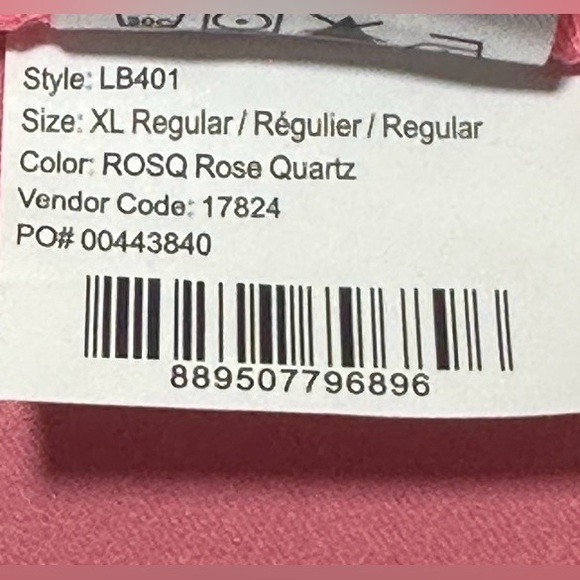 Style: LB401
Size: XL Regular / Régulier / Regular
Color: ROSQ Rose Quartz
Vendor Code: 17824
PO# 00443840
889507796896